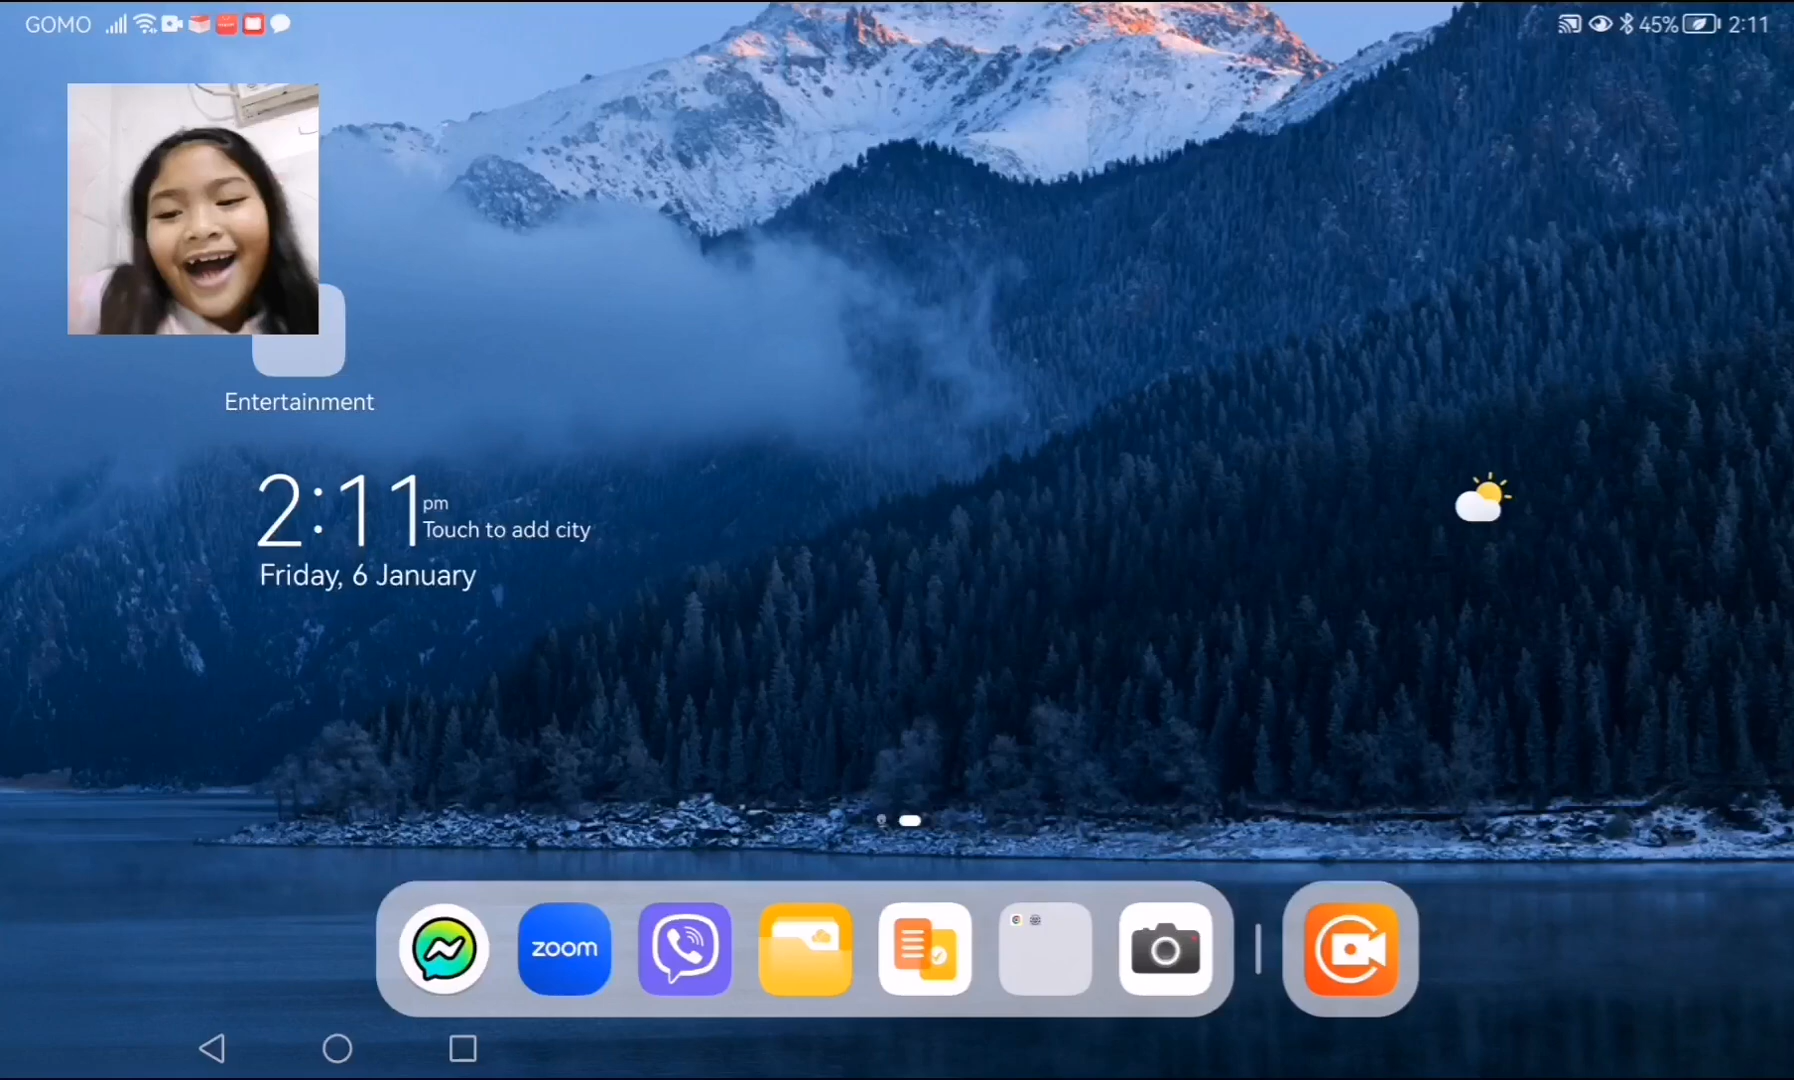 GOMO
45% 2:11
Entertainment
2:11 pm
Touch to add city
Friday, 6 January
zoom